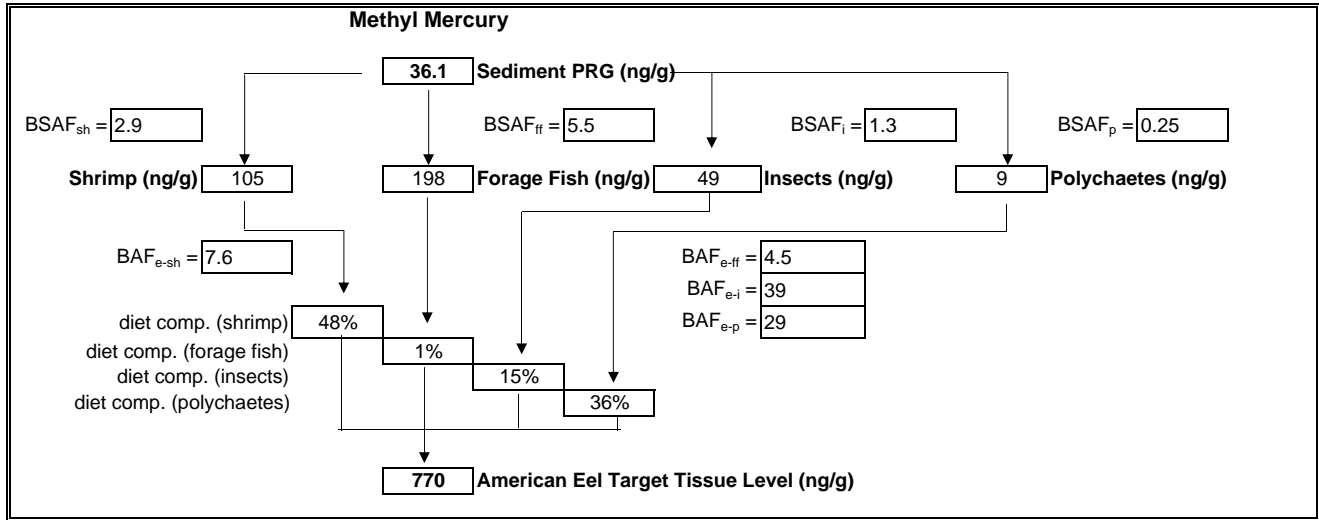 Methyl Mercury
36.1 Sediment PRG (ng/g)
BSAFsh = 2.9 BSAFff = 5.5 BSAFi = 1.3 BSAFp = 0.25
Shrimp (ng/g) 105 198 Forage Fish (ng/g) 49 Insects (ng/g) 9 Polychaetes (ng/g)
BAFe-sh = 7.6 BAFe-ff = 4.5
BAFe-i = 39
BAFe-p = 29
diet comp. (shrimp) 48%
diet comp. (forage fish) 1%
diet comp. (insects) 15%
diet comp. (polychaetes) 36%
770 American Eel Target Tissue Level (ng/g)